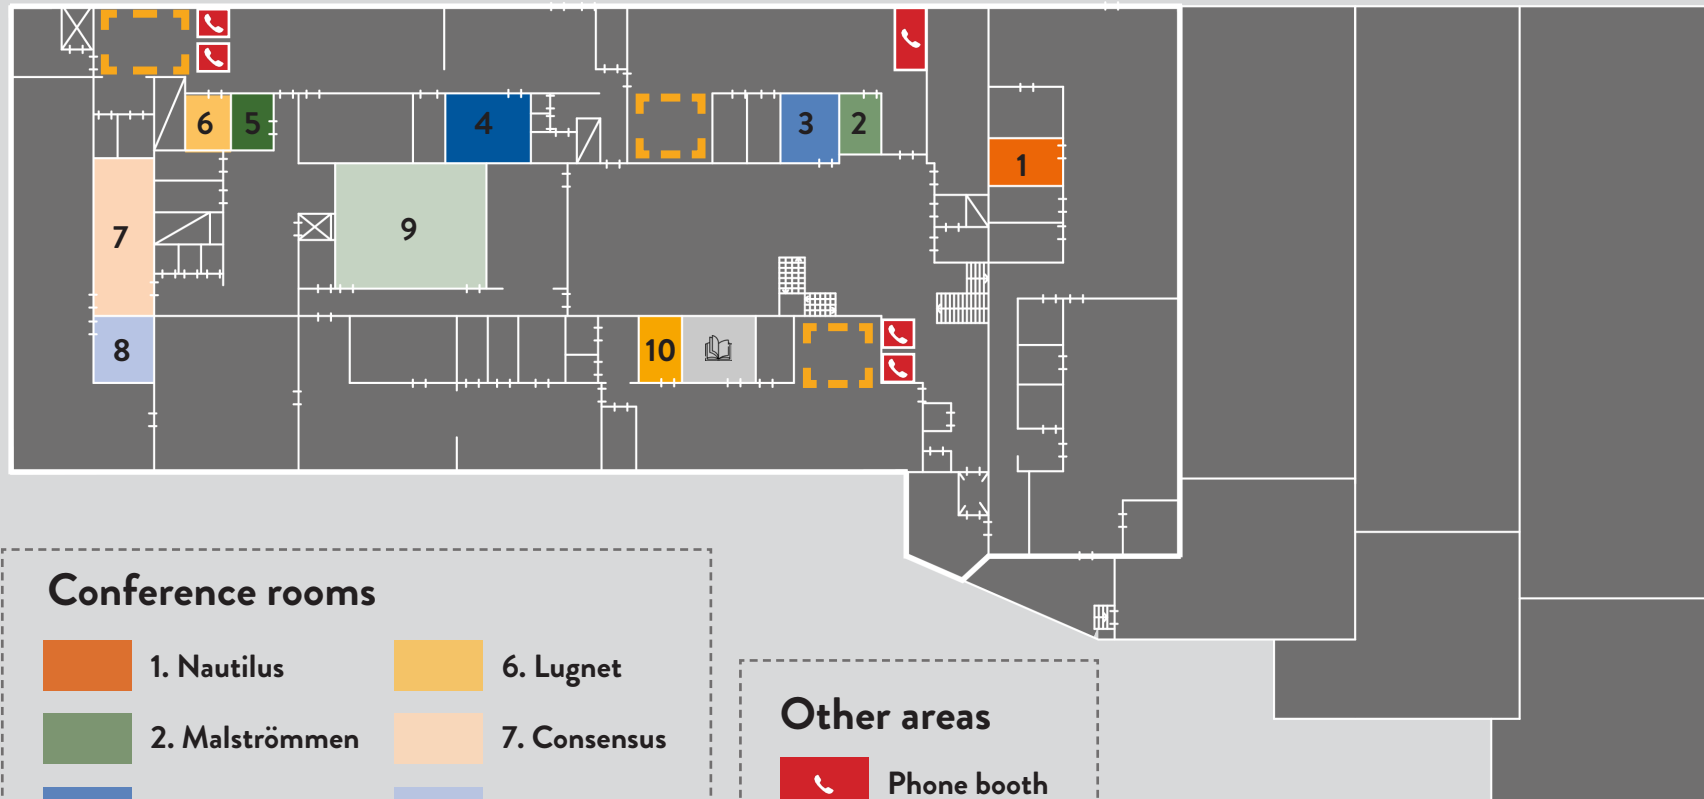 6
5
4
3
2
1
7
9
8
10
Conference rooms
1. Nautilus
6. Lugnet
2. Malströmmen
7. Consensus
Other areas
Phone booth